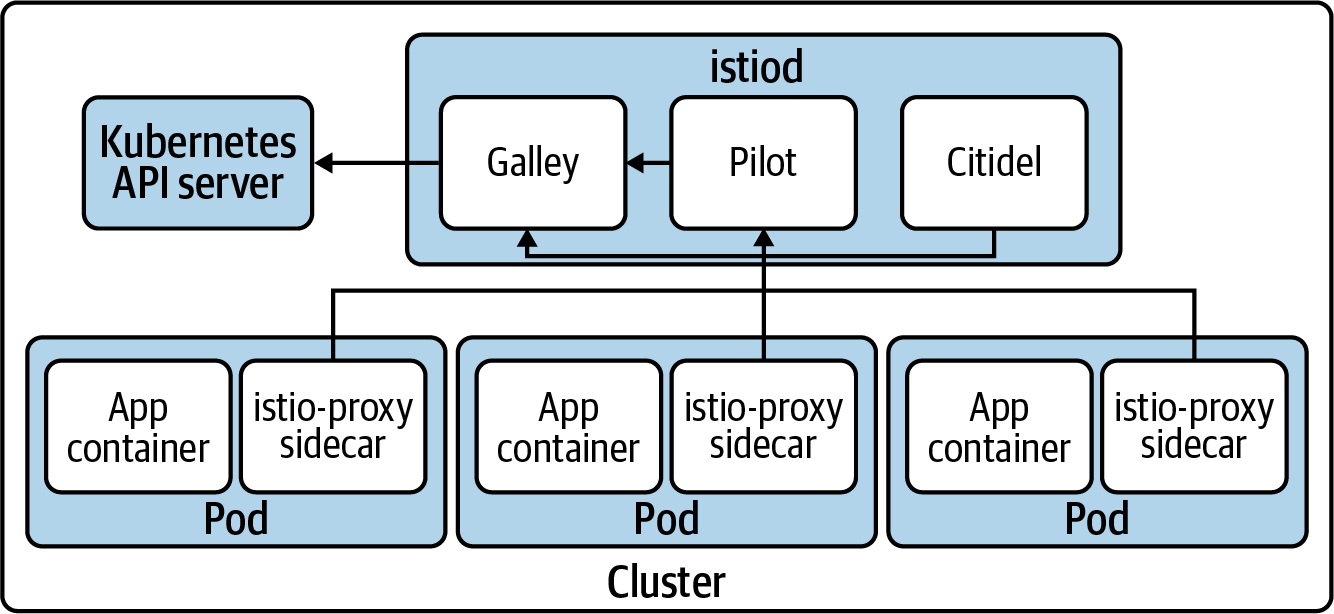 istiod
Kubernetes
API server
Galley
Pilot
Citidel
App
container
istio-proxy
sidecar
Pod
App
container
istio-proxy
sidecar
Pod
App
container
istio-proxy
sidecar
Pod
Cluster